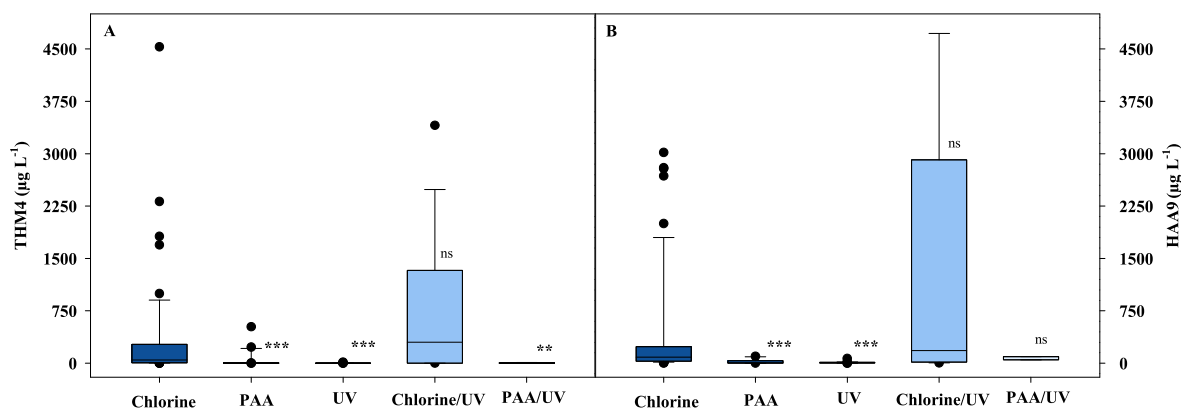 A
B
4500
3750
3000
2250
1500
750
0
THM4 (µg L-1)
***
***
ns
**
Chlorine
PAA
UV
Chlorine/UV
PAA/UV
***
***
ns
ns
Chlorine
PAA
UV
Chlorine/UV
PAA/UV
4500
3750
3000
2250
1500
750
0
HAA9 (µg L-1)